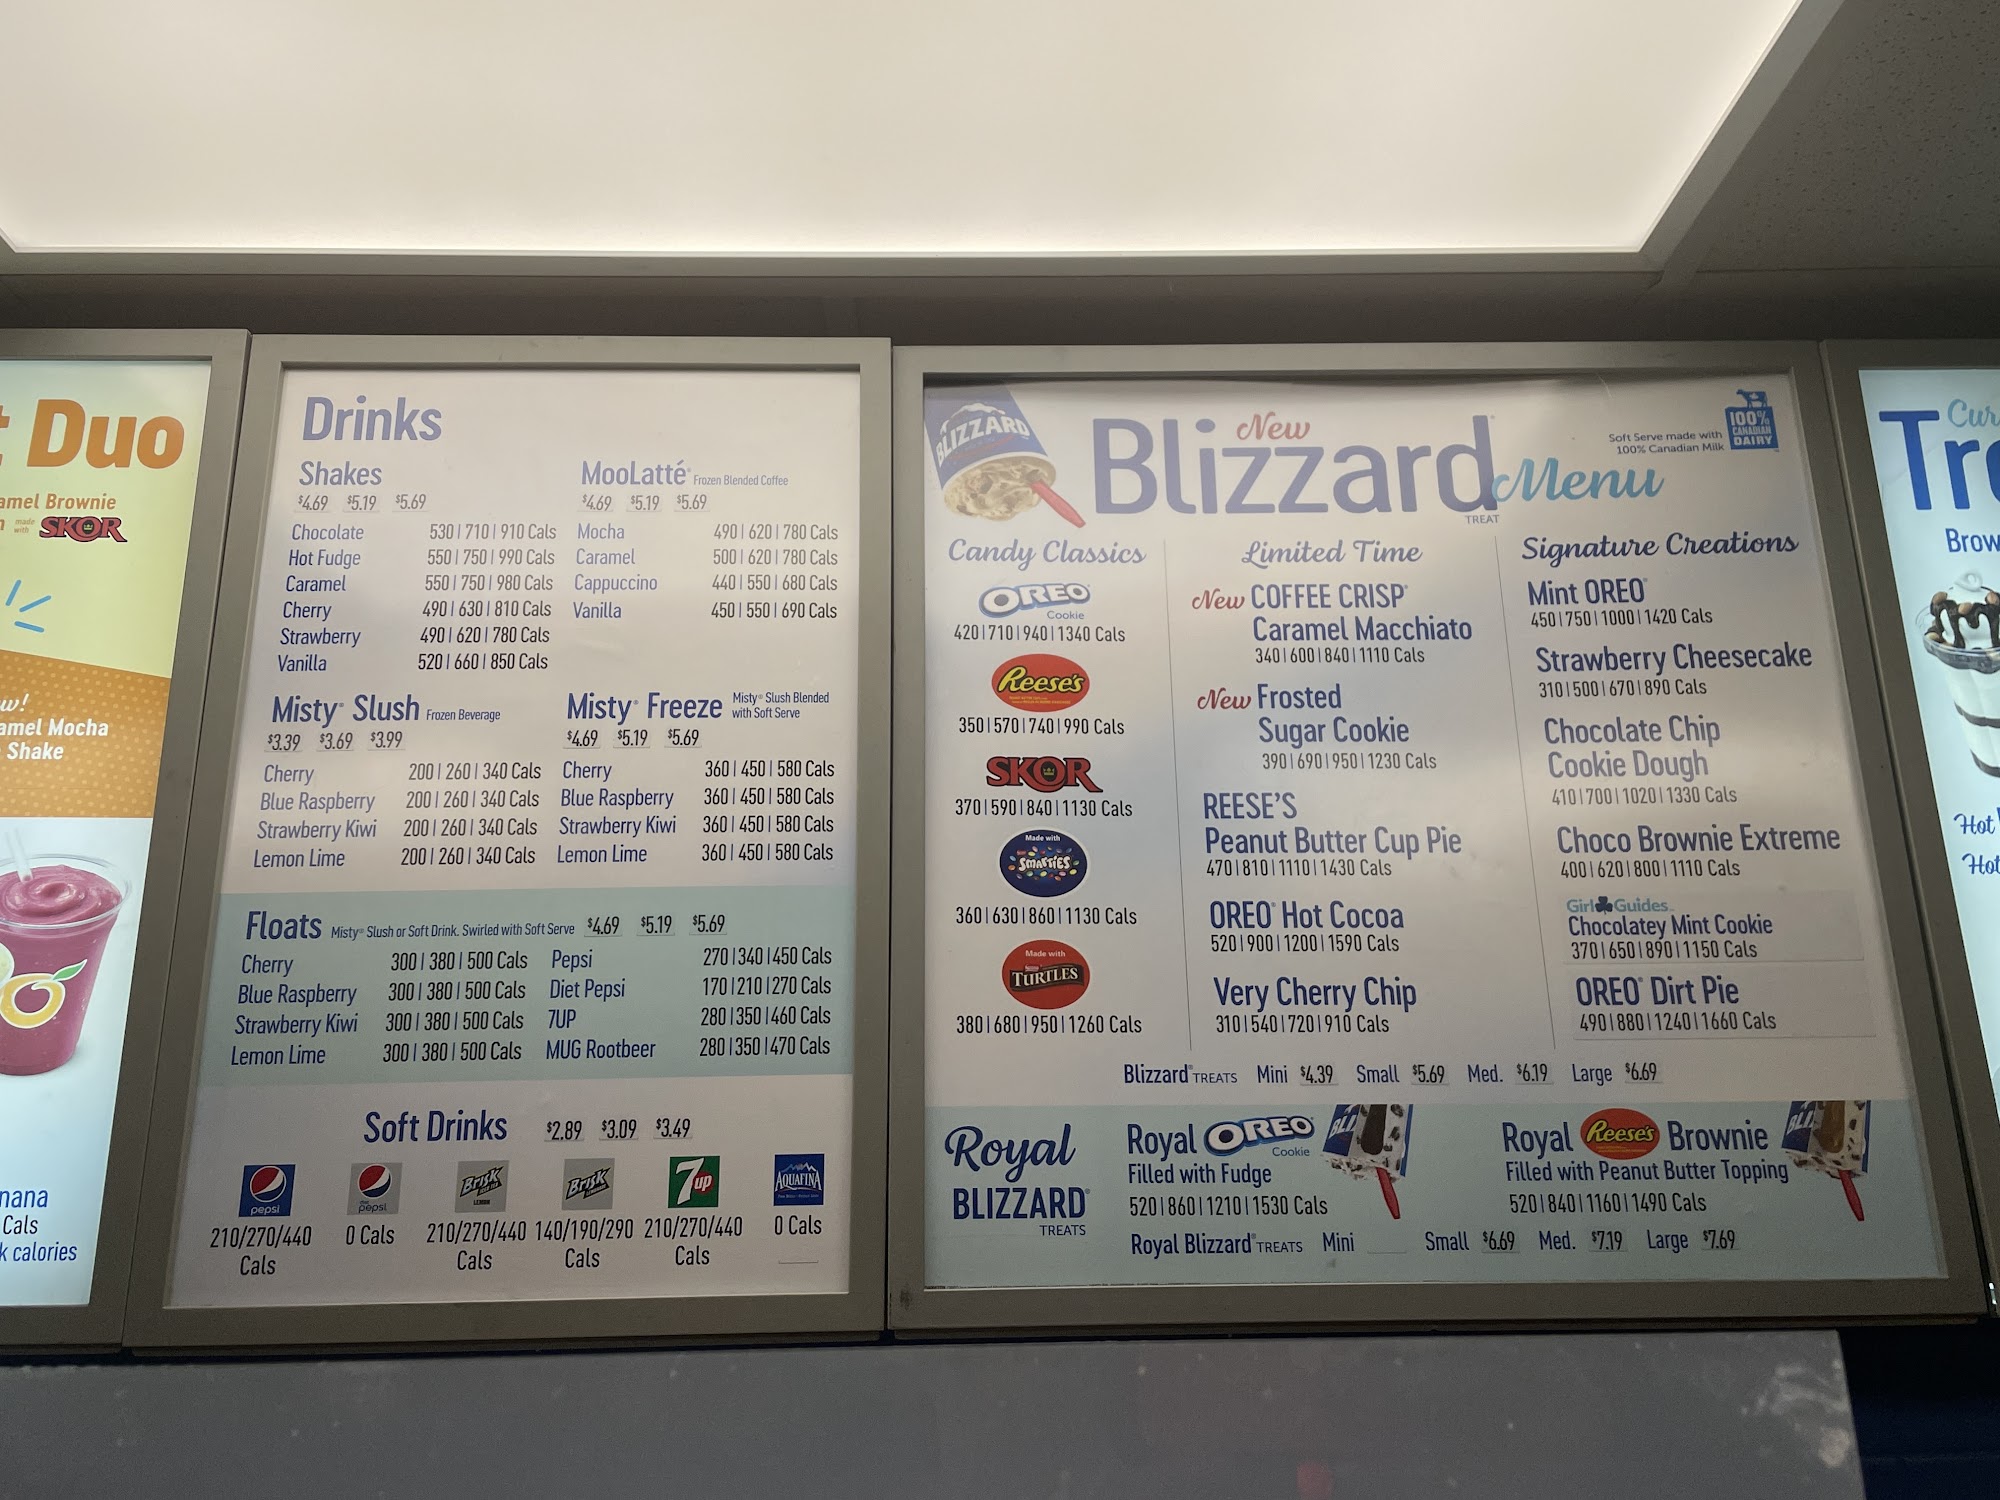 Duo
amel Brownie
made with SKOR
w!
amel Mocha
Shake
nana
Cals
k calories
Drinks
Shakes
$4.69 $5.19 $5.69
Chocolate 530|710|910 Cals
Hot Fudge 550|750|990 Cals
Caramel 550|750|980 Cals
Cherry 490|630|810 Cals
Strawberry 490|620|780 Cals
Vanilla 520|660|850 Cals
MooLatté® Frozen Blended Coffee
$4.69 $5.19 $5.69
Mocha 490|620|780 Cals
Caramel 500|620|780 Cals
Cappuccino 440|550|680 Cals
Vanilla 450|550|690 Cals
Misty® Slush Frozen Beverage
$3.39 $3.69 $3.99
Cherry 200|260|340 Cals
Blue Raspberry 200|260|340 Cals
Strawberry Kiwi 200|260|340 Cals
Lemon Lime 200|260|340 Cals
Misty® Freeze Misty® Slush Blended
with Soft Serve
$4.69 $5.19 $5.69
Cherry 360|450|580 Cals
Blue Raspberry 360|450|580 Cals
Strawberry Kiwi 360|450|580 Cals
Lemon Lime 360|450|580 Cals
Floats Misty® Slush or Soft Drink. Swirled with Soft Serve $4.69 $5.19 $5.69
Cherry 300|380|500 Cals
Blue Raspberry 300|380|500 Cals
Strawberry Kiwi 300|380|500 Cals
Lemon Lime 300|380|500 Cals
Pepsi 270|340|450 Cals
Diet Pepsi 170|210|270 Cals
7UP 280|350|460 Cals
MUG Rootbeer 280|350|470 Cals
Soft Drinks $2.89 $3.09 $3.49
pepsi
210/270/440
Cals
pepsi
0 Cals
Brisk
LEMON
210/270/440
Cals
Brisk
140/190/290
Cals
7up
210/270/440
Cals
AQUAFINA
0 Cals
BLIZZARD
New
Blizzard®
TREAT
Menu
Soft Serve made with
100% Canadian Milk
100%
CANADIAN
DAIRY
Candy Classics
OREO
Cookie
420|710|940|1340 Cals
Reese's
350|570|740|990 Cals
SKOR
370|590|840|1130 Cals
Made with
SMARTIES
360|630|860|1130 Cals
Made with
TURTLES
380|680|950|1260 Cals
Limited Time
New COFFEE CRISP®
Caramel Macchiato
340|600|840|1110 Cals
New Frosted
Sugar Cookie
390|690|950|1230 Cals
REESE'S
Peanut Butter Cup Pie
470|810|1110|1430 Cals
OREO® Hot Cocoa
520|900|1200|1590 Cals
Very Cherry Chip
310|540|720|910 Cals
Signature Creations
Mint OREO®
450|750|1000|1420 Cals
Strawberry Cheesecake
310|500|670|890 Cals
Chocolate Chip
Cookie Dough
410|700|1020|1330 Cals
Choco Brownie Extreme
400|620|800|1110 Cals
Girl Guides
Chocolatey Mint Cookie
370|650|890|1150 Cals
OREO® Dirt Pie
490|880|1240|1660 Cals
Blizzard® TREATS Mini $4.39 Small $5.69 Med. $6.19 Large $6.69
Royal
BLIZZARD®
TREATS
Royal OREO
Cookie
Filled with Fudge
520|860|1210|1530 Cals
BLI
Royal Reese's Brownie
Filled with Peanut Butter Topping
520|840|1160|1490 Cals
BLI
Royal Blizzard® TREATS Mini Small $6.69 Med. $7.19 Large $7.69
Cur
Tre
Brow
Hot
Hot